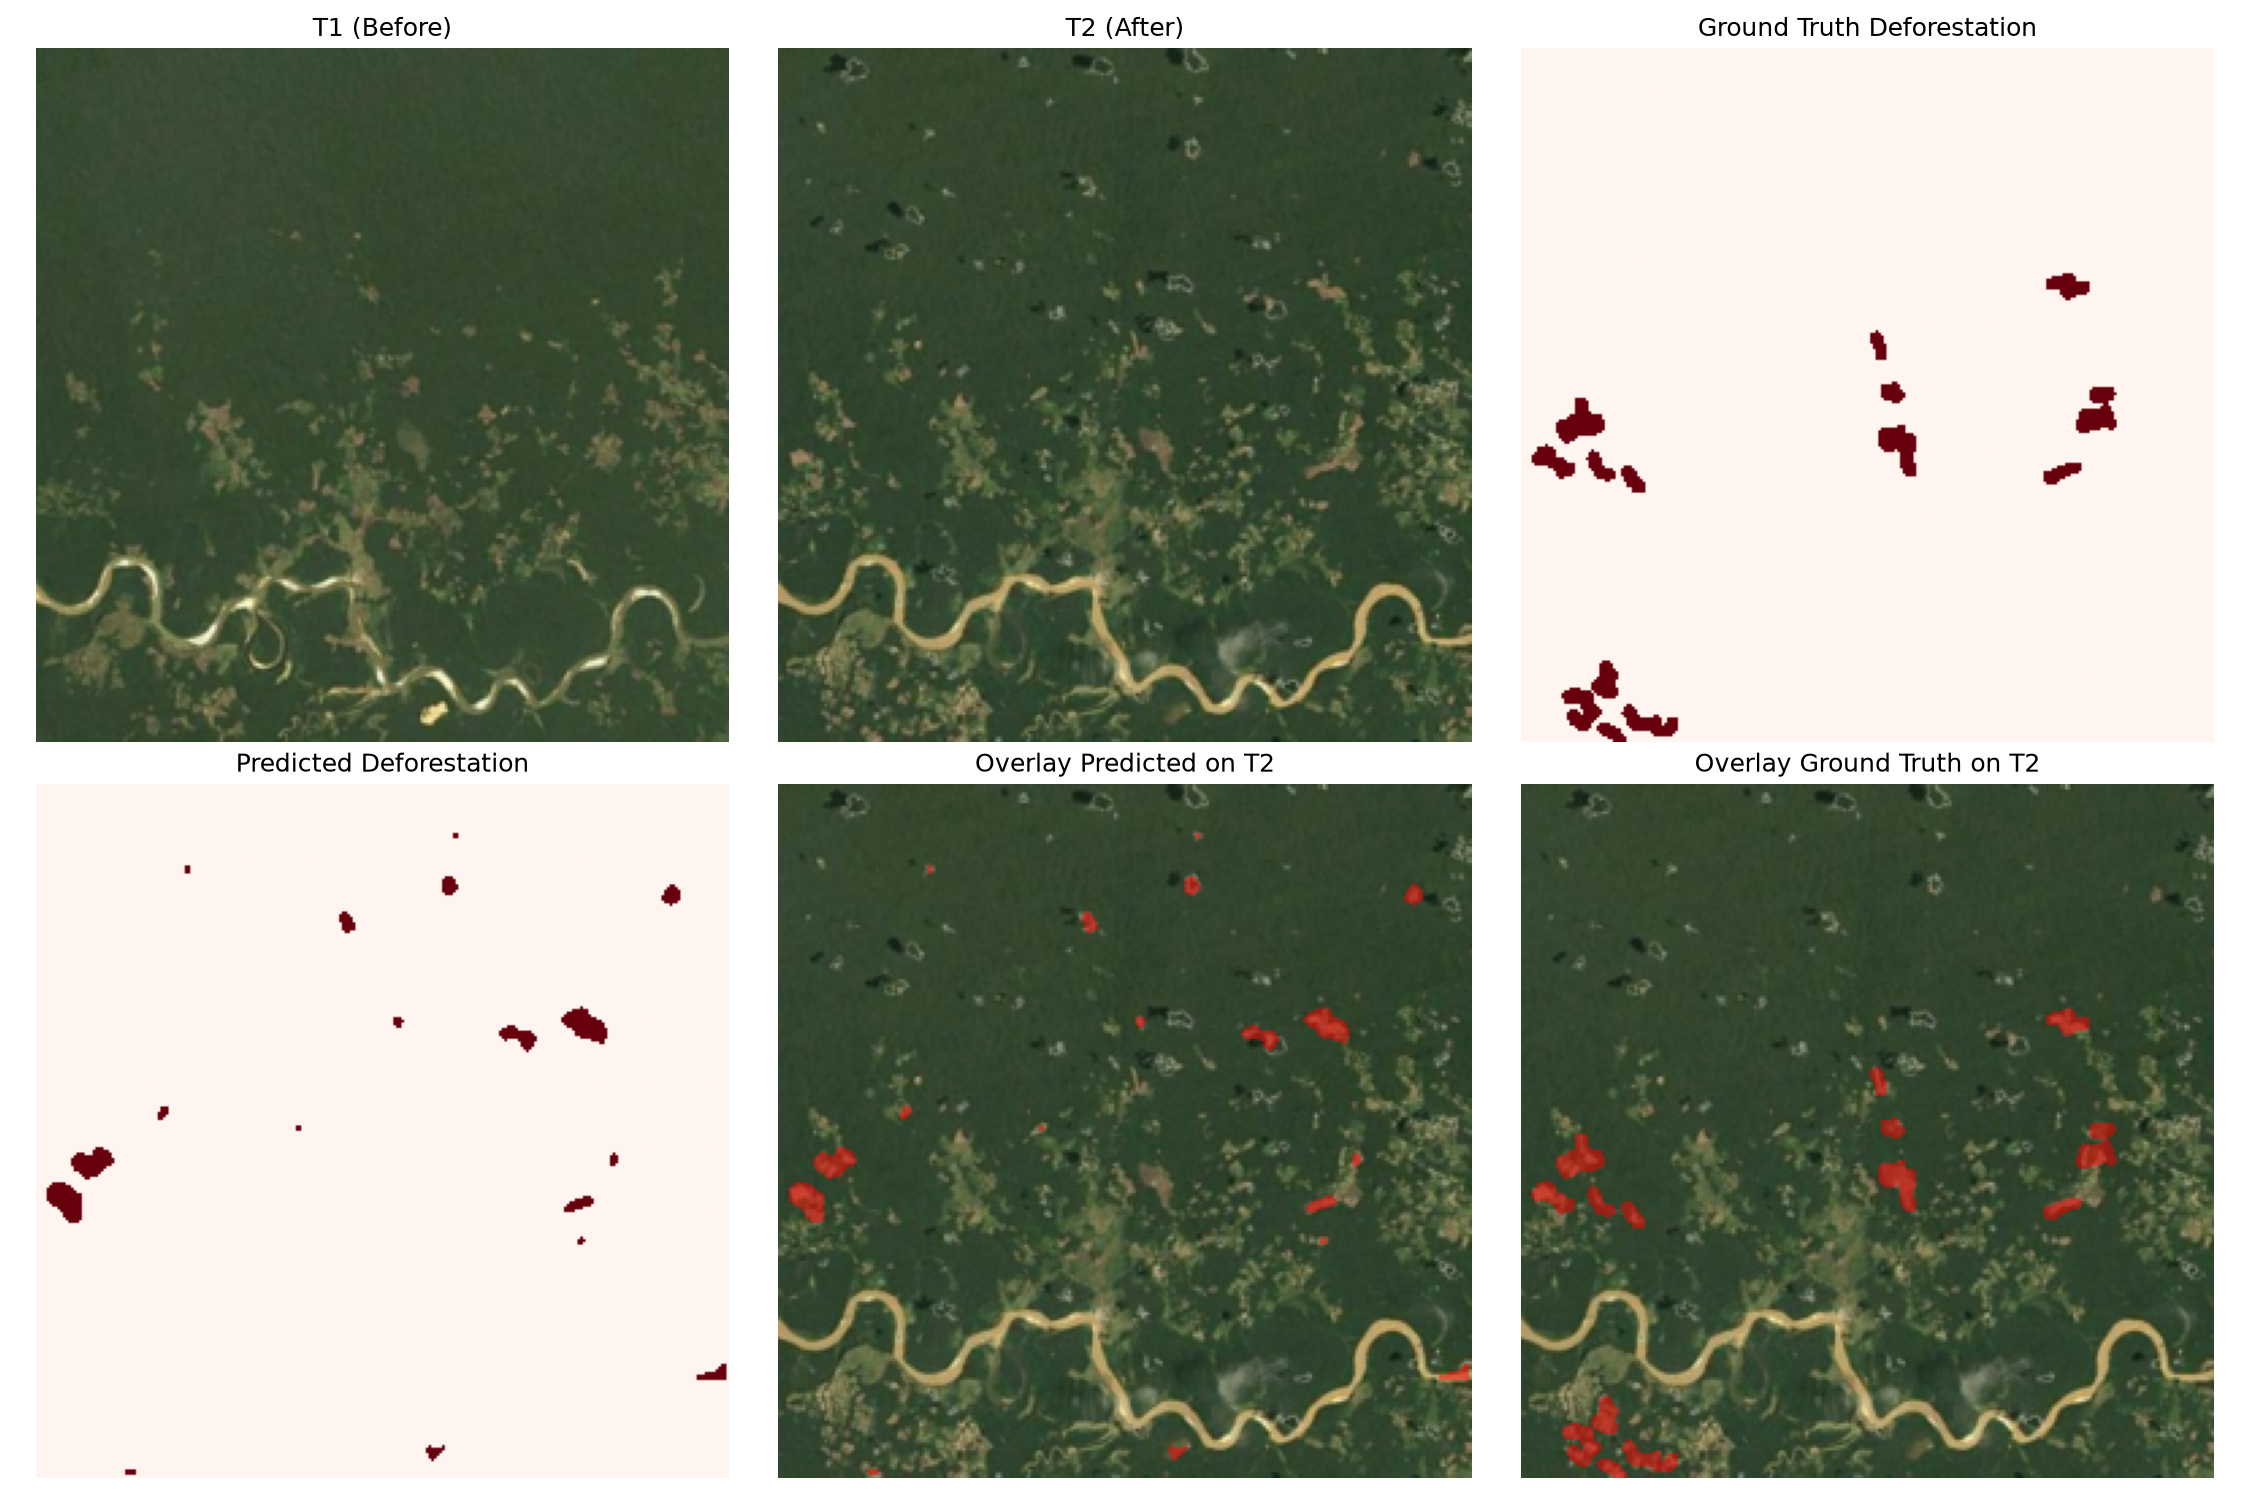 T1 (Before)
T2 (After)
Ground Truth Deforestation
Predicted Deforestation
Overlay Predicted on T2
Overlay Ground Truth on T2